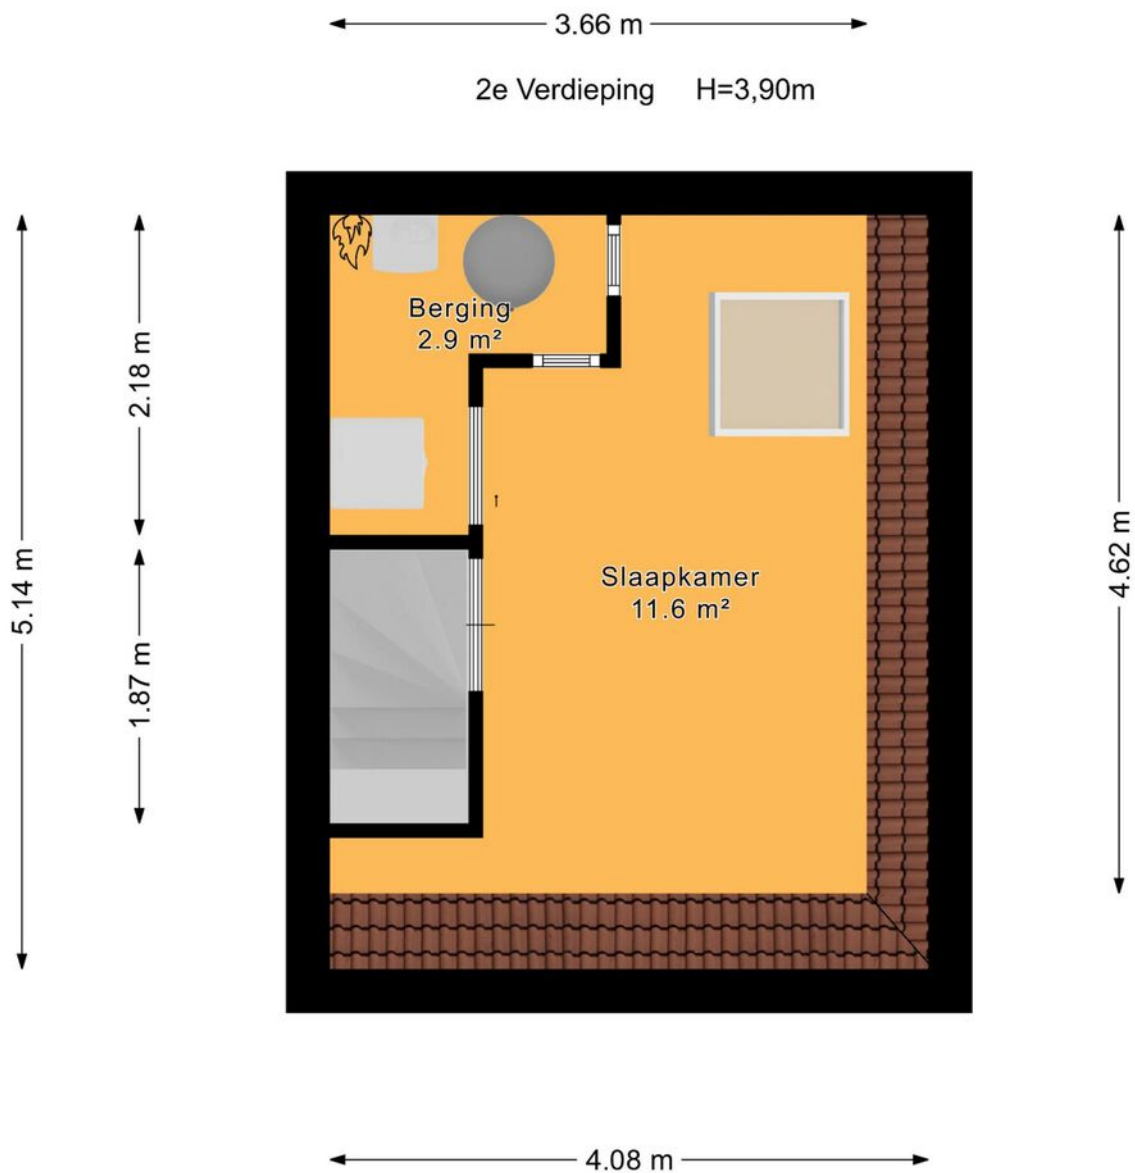 3.66 m
2e Verdieping H=3,90m
Berging
2.9 m²
2.18 m
Slaapkamer
11.6 m²
5.14 m
4.62 m
1.87 m
4.08 m